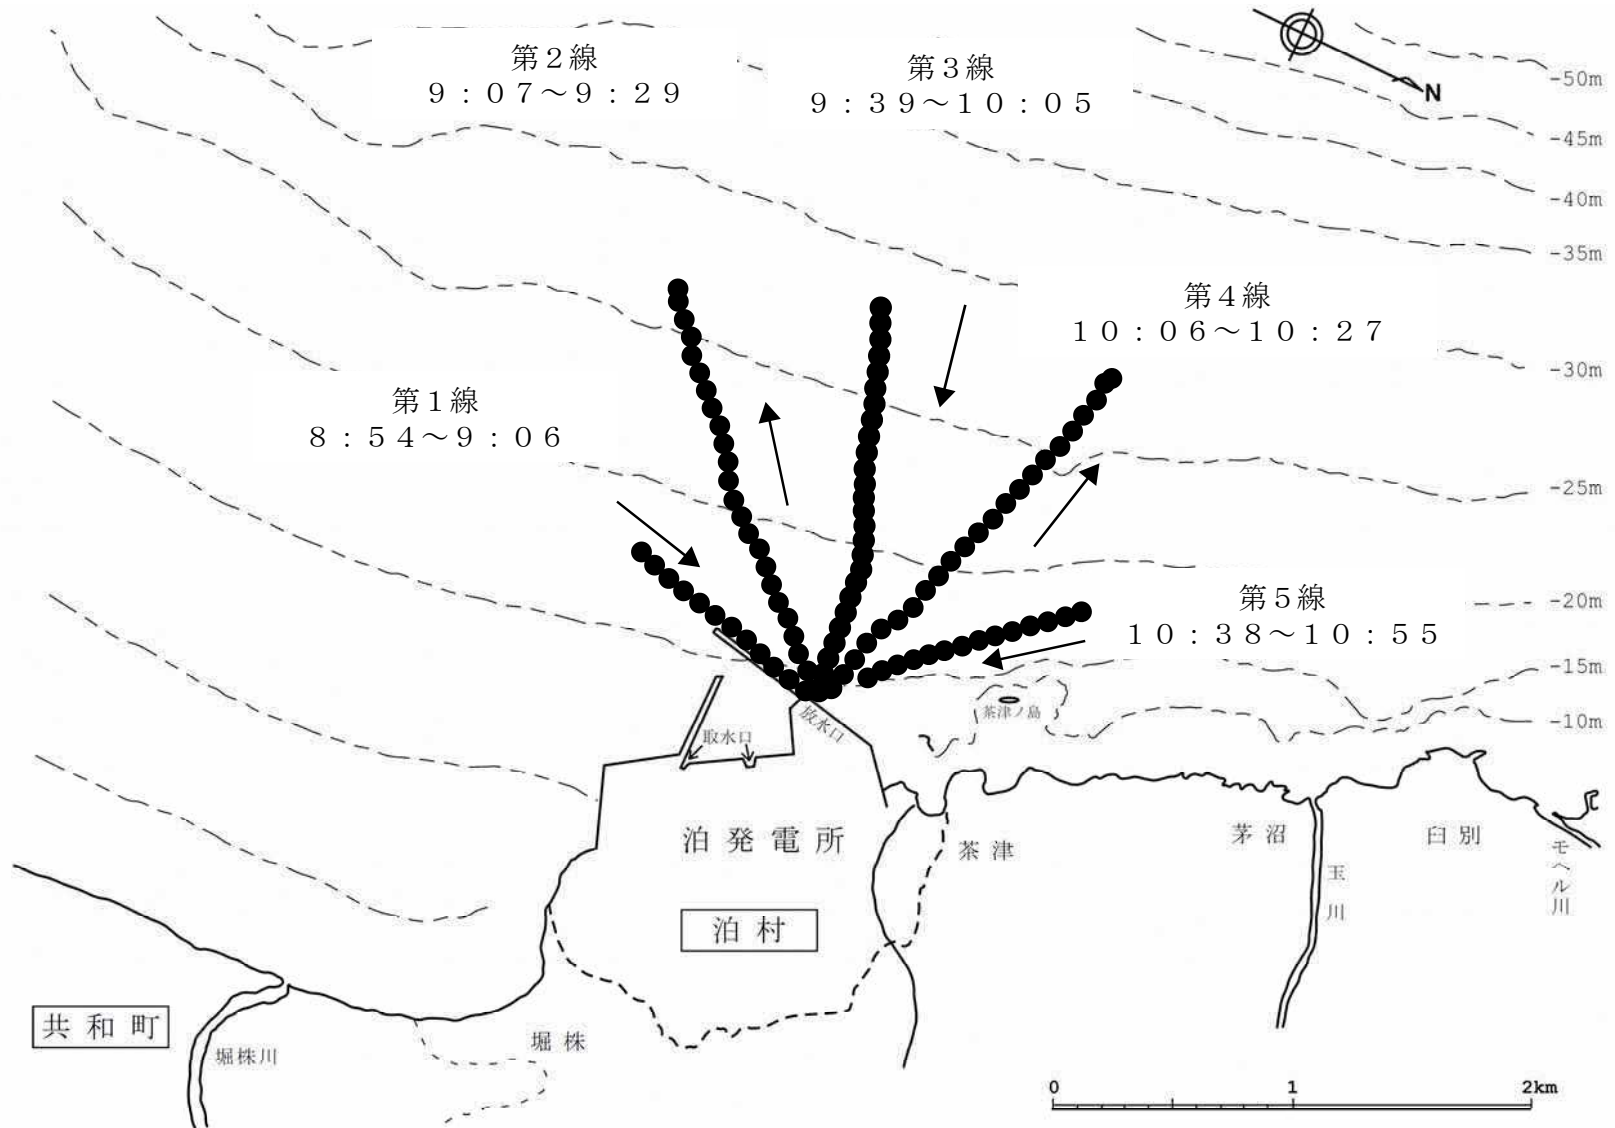 第２線
９：０７～９：２９
第３線
９：３９～１０：０５
N
-50m
-45m
-40m
-35m
第４線
１０：０６～１０：２７
-30m
第１線
８：５４～９：０６
-25m
第５線
１０：３８～１０：５５
-20m
-15m
-10m
茶津ノ島
放水口
取水口
泊発電所
茶津
茅沼
臼別
玉川
モヘル川
泊村
共和町
堀株川
堀株
0 1 2km